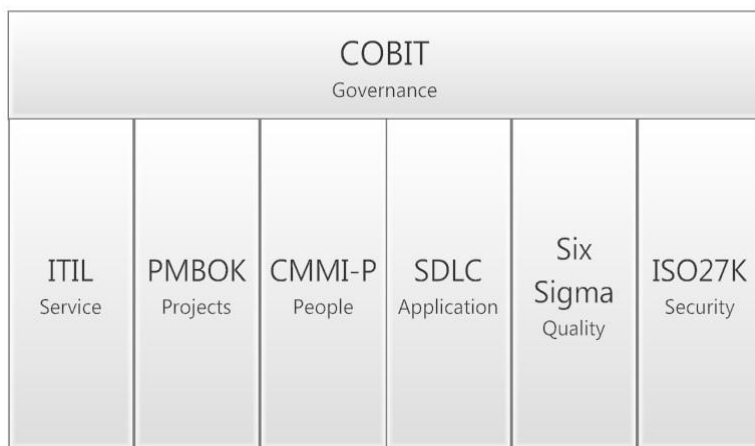 COBIT
Governance
ITIL
Service
PMBOK
Projects
CMMI-P
People
SDLC
Application
Six
Sigma
Quality
ISO27K
Security